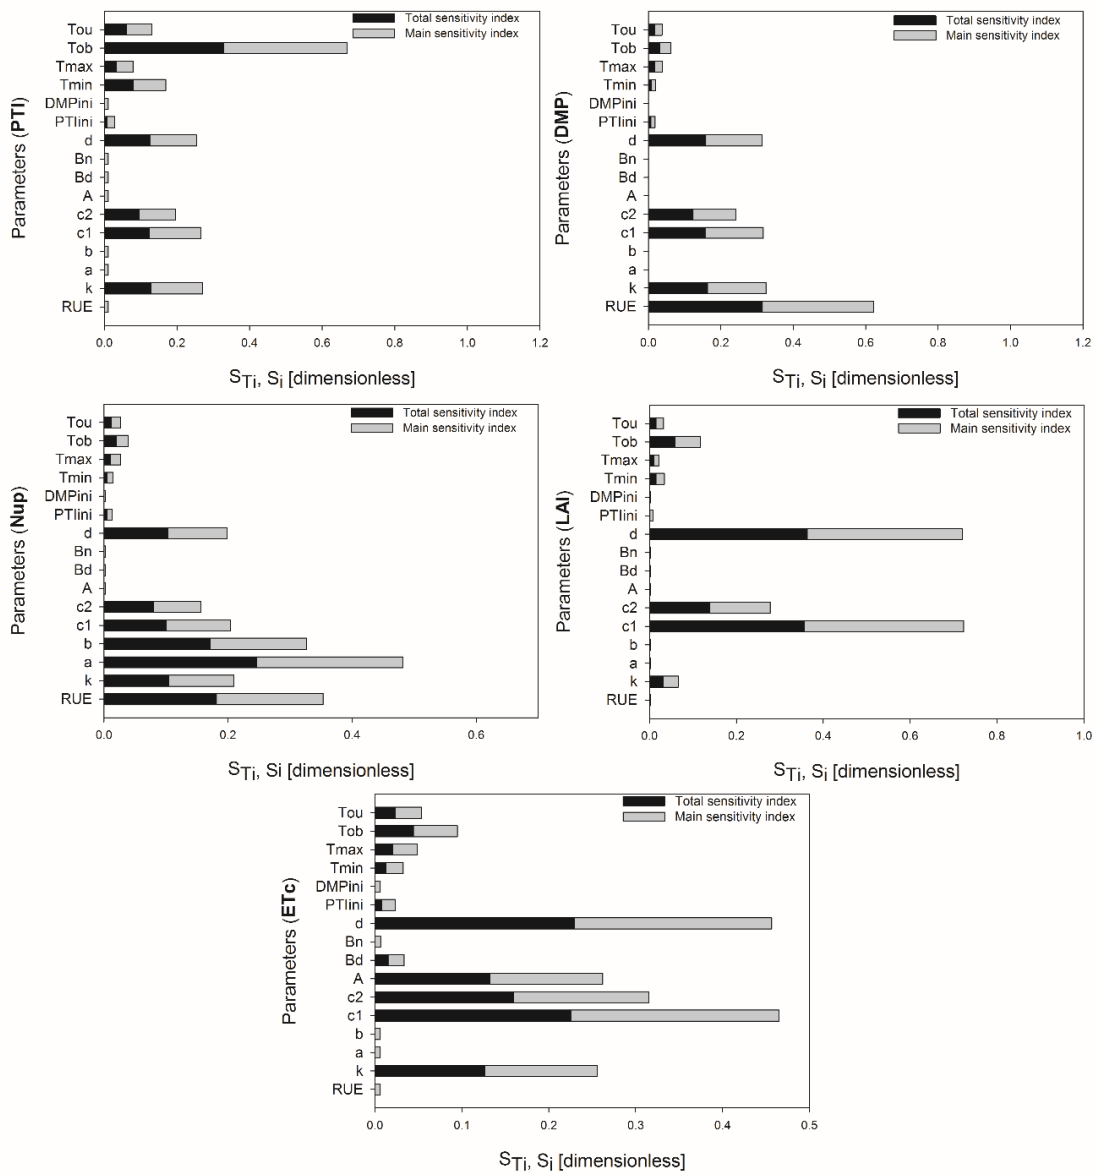 Total sensitivity index
Main sensitivity index
Parameters (PTI)
Tou
Tob
Tmax
Tmin
DMPini
PTIini
d
Bn
Bd
A
c2
c1
b
a
k
RUE
0.0 0.2 0.4 0.6 0.8 1.0 1.2
STi, Si [dimensionless]
Total sensitivity index
Main sensitivity index
Parameters (DMP)
Tou
Tob
Tmax
Tmin
DMPini
PTIini
d
Bn
Bd
A
c2
c1
b
a
k
RUE
0.0 0.2 0.4 0.6 0.8 1.0 1.2
STi, Si [dimensionless]
Total sensitivity index
Main sensitivity index
Parameters (Nup)
Tou
Tob
Tmax
Tmin
DMPini
PTIini
d
Bn
Bd
A
c2
c1
b
a
k
RUE
0.0 0.2 0.4 0.6
STi, Si [dimensionless]
Total sensitivity index
Main sensitivity index
Parameters (LAI)
Tou
Tob
Tmax
Tmin
DMPini
PTIini
d
Bn
Bd
A
c2
c1
b
a
k
RUE
0.0 0.2 0.4 0.6 0.8 1.0
STi, Si [dimensionless]
Total sensitivity index
Main sensitivity index
Parameters (ETc)
Tou
Tob
Tmax
Tmin
DMPini
PTIini
d
Bn
Bd
A
c2
c1
b
a
k
RUE
0.0 0.1 0.2 0.3 0.4 0.5
STi, Si [dimensionless]